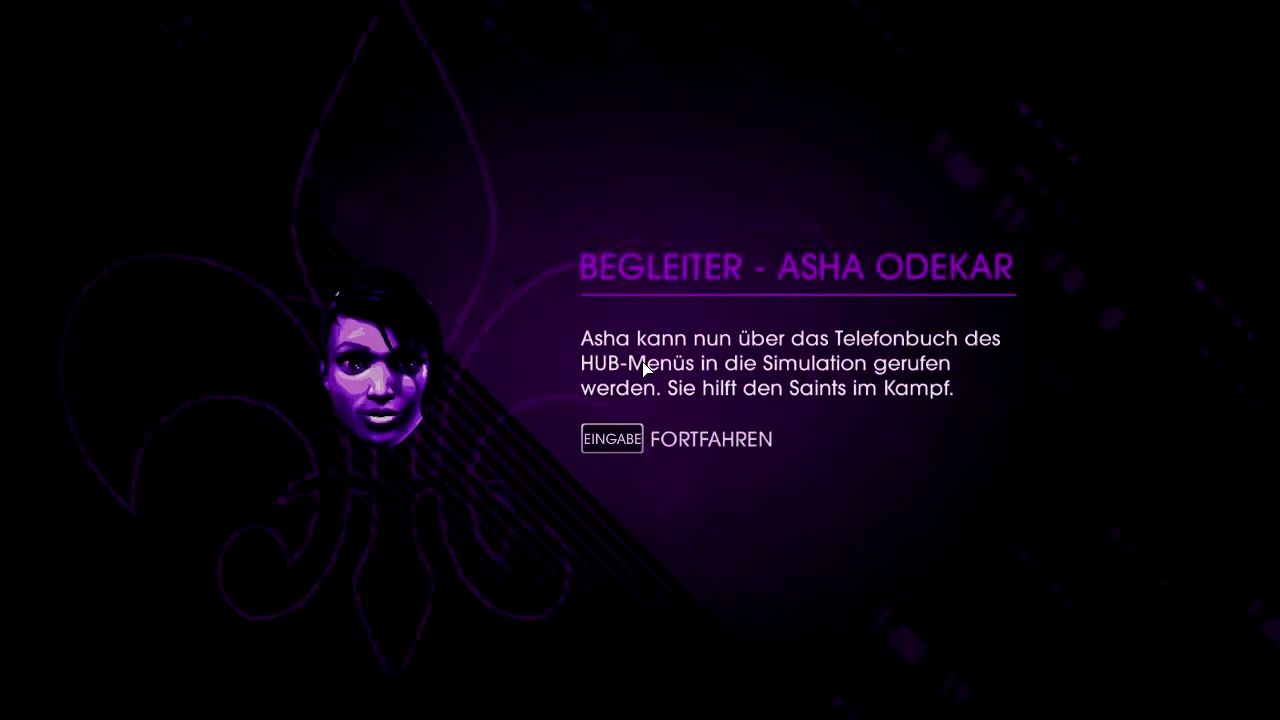 BEGLEITER - ASHA ODEKAR
Asha kann nun über das Telefonbuch des
HUB-Menüs in die Simulation gerufen
werden. Sie hilft den Saints im Kampf.
EINGABE FORTFAHREN